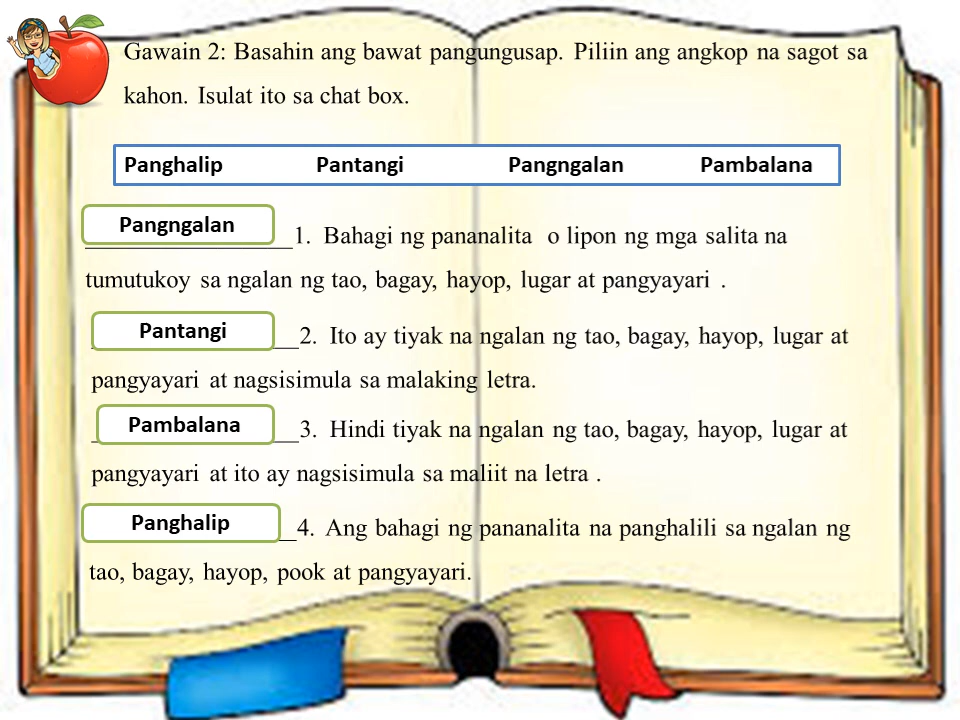 Gawain 2: Basahin ang bawat pangungusap. Piliin ang angkop na sagot sa
kahon. Isulat ito sa chat box.
Panghalip Pantangi Pangngalan Pambalana
Pangngalan
_________________1. Bahagi ng pananalita o lipon ng mga salita na
tumutukoy sa ngalan ng tao, bagay, hayop, lugar at pangyayari .
Pantangi
_________________2. Ito ay tiyak na ngalan ng tao, bagay, hayop, lugar at
pangyayari at nagsisimula sa malaking letra.
Pambalana
_________________3. Hindi tiyak na ngalan ng tao, bagay, hayop, lugar at
pangyayari at ito ay nagsisimula sa maliit na letra .
Panghalip
_________________4. Ang bahagi ng pananalita na panghalili sa ngalan ng
tao, bagay, hayop, pook at pangyayari.